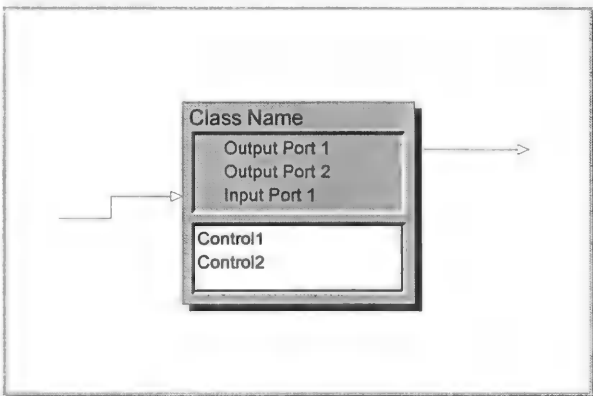 Class Name
Output Port 1
Output Port 2
Input Port 1
Control1
Control2